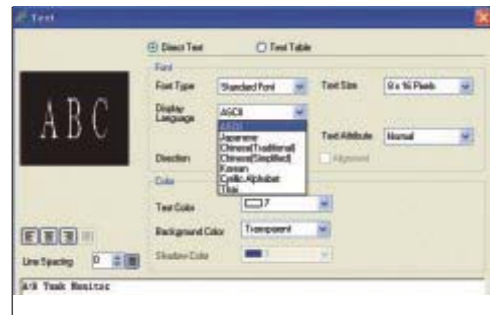 Text
Direct Text Text Table
Font
Font Type Standard Font Text Size 8 x 16 Pixels
Display Language ASCII
ASCII
Japanese
Chinese(Traditional)
Chinese(Simplified)
Korean
Cyrillic Alphabet
Thai
Text Attribute Normal
Direction Alignment
Color
Text Color 7
Background Color Transparent
Shadow Color
Line Spacing 0
ABC
A/B Tank Monitor